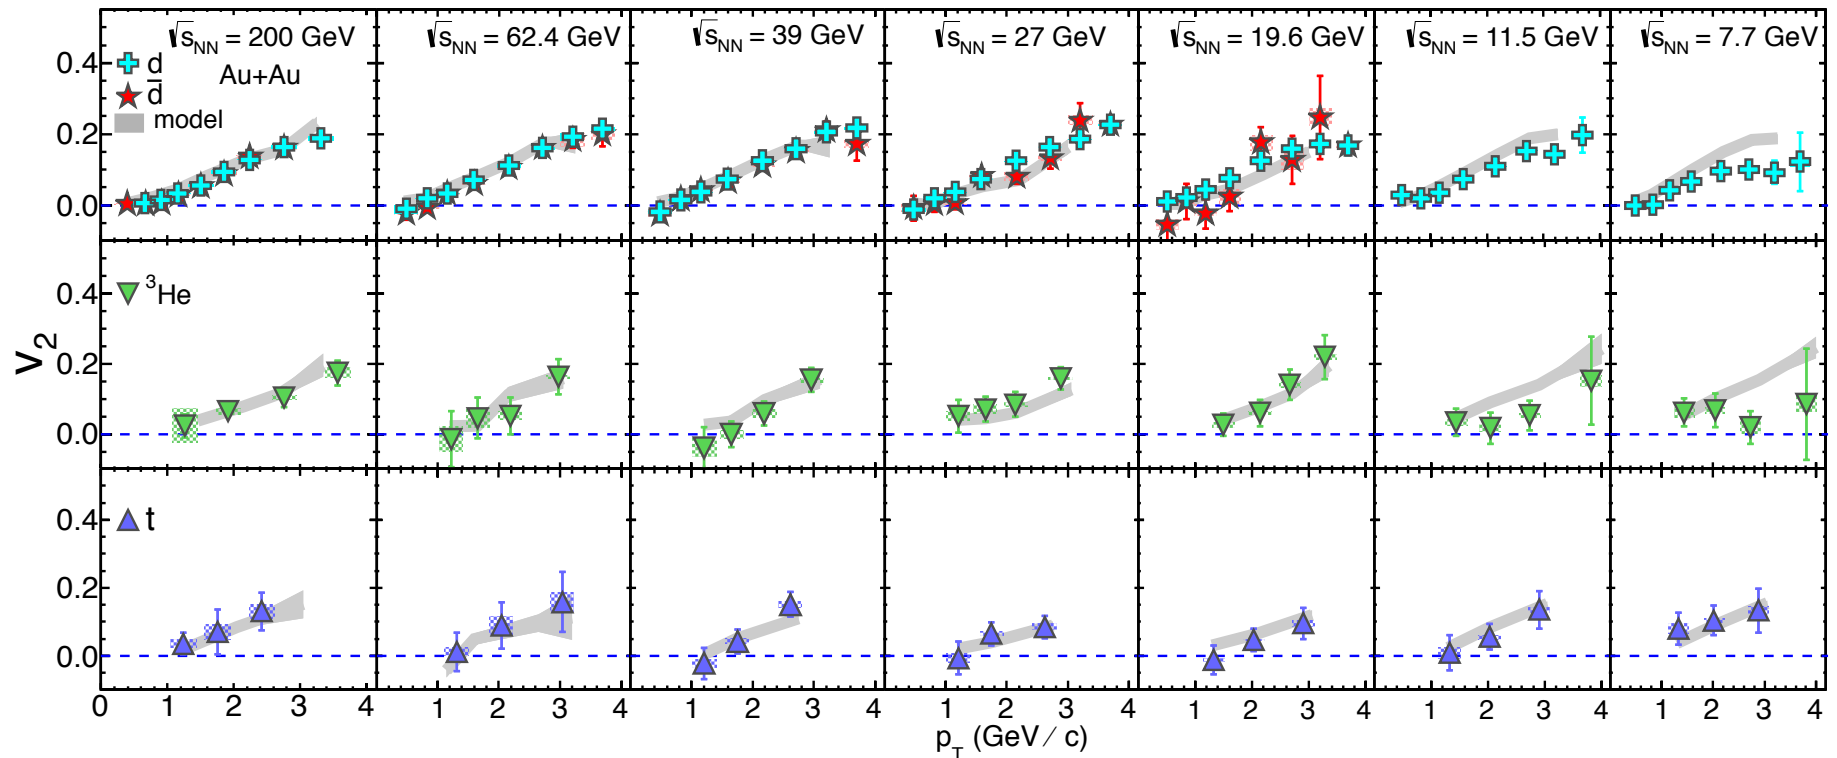 √sNN = 200 GeV √sNN = 62.4 GeV √sNN = 39 GeV √sNN = 27 GeV √sNN = 19.6 GeV √sNN = 11.5 GeV √sNN = 7.7 GeV
0.4
d
Au+Au
d̄
model
0.2
0.0
0.4
³He
0.2
0.0
v2
0.4
t
0.2
0.0
0 1 2 3 4 1 2 3 4 1 2 3 4 1 2 3 4 1 2 3 4 1 2 3 4 1 2 3 4
pT (GeV / c)